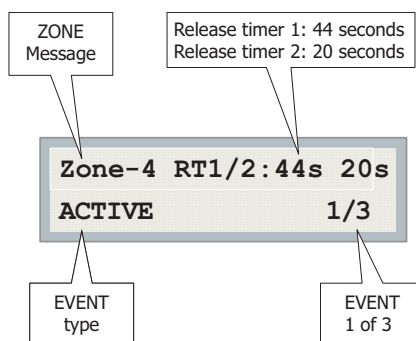 ZONE
Message
Release timer 1: 44 seconds
Release timer 2: 20 seconds
Zone-4 RT1/2:44s 20s
ACTIVE 1/3
EVENT
type
EVENT
1 of 3